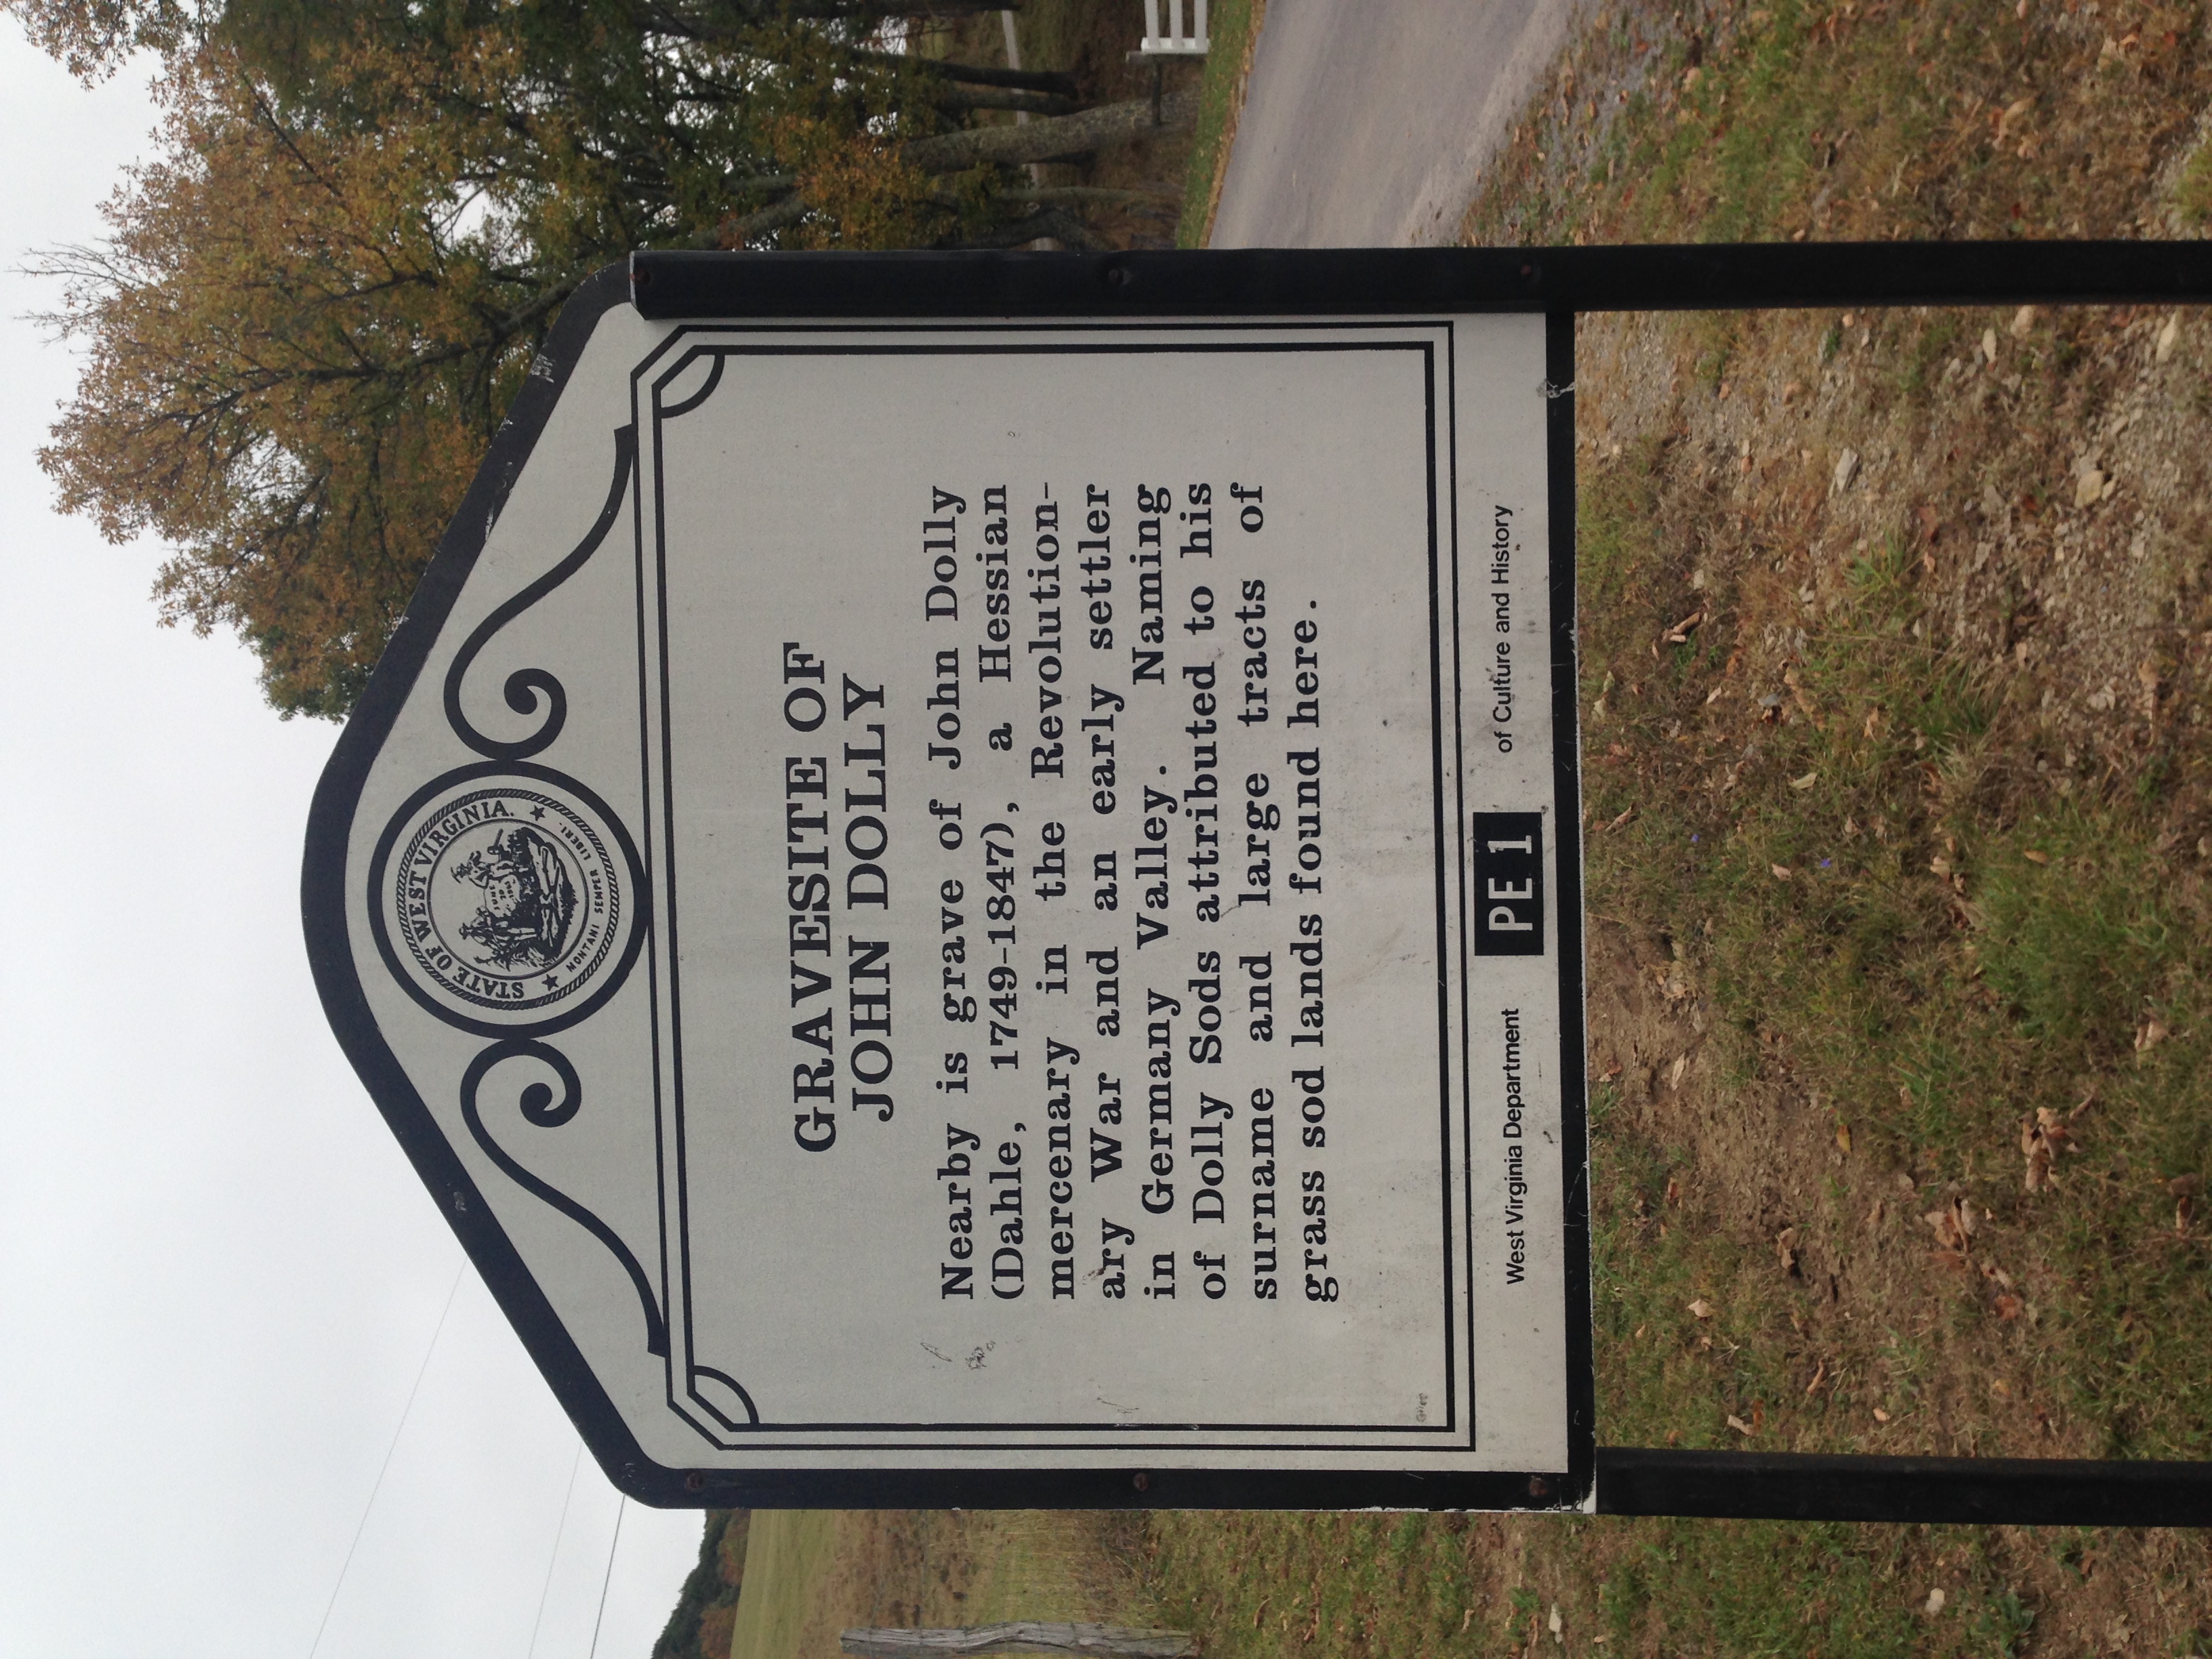 STATE OF WEST VIRGINIA.
MONTANI SEMPER LIBERI.
GRAVESITE OF
JOHN DOLLY
Nearby is grave of John Dolly
(Dahle, 1749-1847), a Hessian
mercenary in the Revolution-
ary War and an early settler
in Germany Valley. Naming
of Dolly Sods attributed to his
surname and large tracts of
grass sod lands found here.
West Virginia Department PE 1 of Culture and History